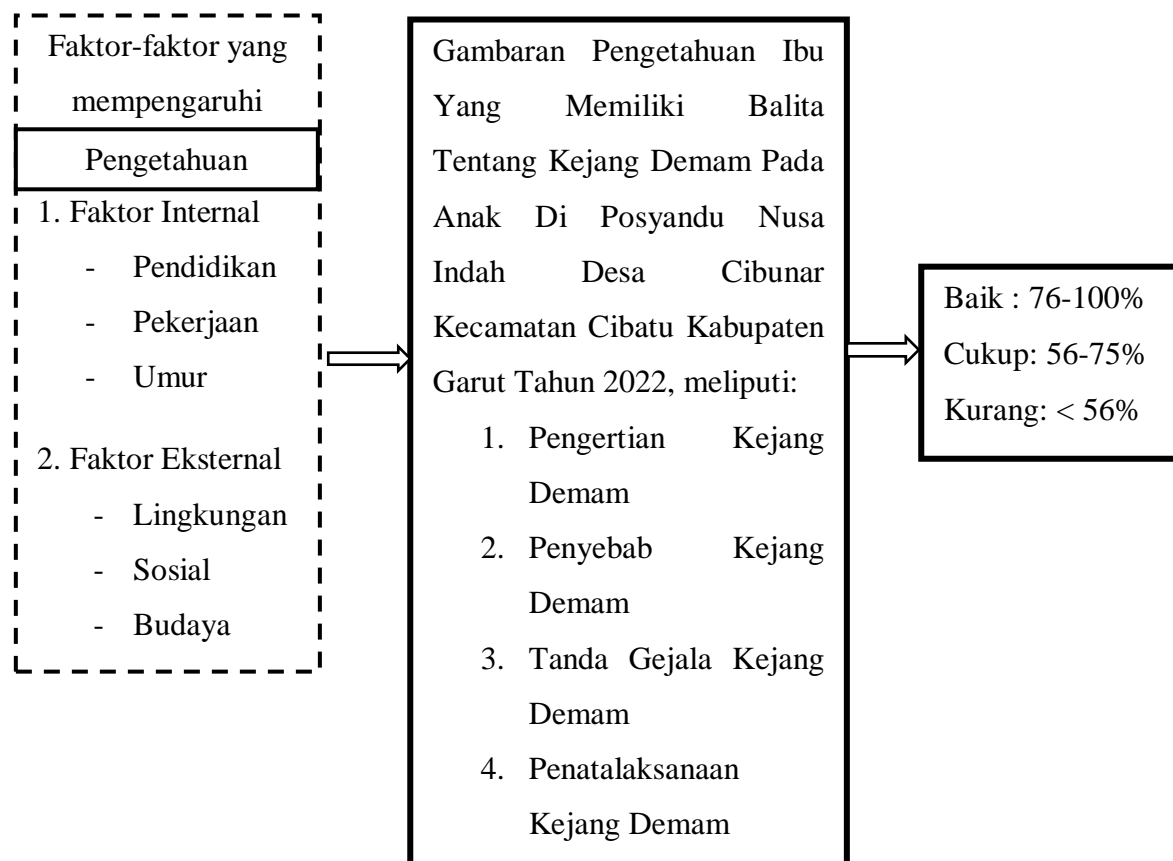 Faktor-faktor yang
mempengaruhi
Pengetahuan
1. Faktor Internal
- Pendidikan
- Pekerjaan
- Umur
2. Faktor Eksternal
- Lingkungan
- Sosial
- Budaya
Gambaran Pengetahuan Ibu
Yang Memiliki Balita
Tentang Kejang Demam Pada
Anak Di Posyandu Nusa
Indah Desa Cibunar
Kecamatan Cibatu Kabupaten
Garut Tahun 2022, meliputi:
1. Pengertian Kejang
Demam
2. Penyebab Kejang
Demam
3. Tanda Gejala Kejang
Demam
4. Penatalaksanaan
Kejang Demam
Baik : 76-100%
Cukup: 56-75%
Kurang: < 56%